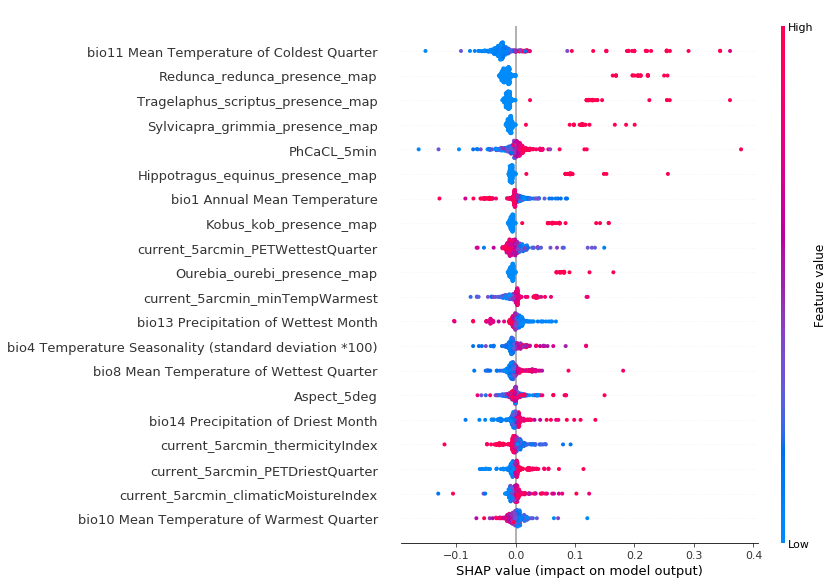 High
bio11 Mean Temperature of Coldest Quarter
Redunca_redunca_presence_map
Tragelaphus_scriptus_presence_map
Sylvicapra_grimmia_presence_map
PhCaCL_5min
Hippotragus_equinus_presence_map
bio1 Annual Mean Temperature
Kobus_kob_presence_map
current_5arcmin_PETWettestQuarter
Ourebia_ourebi_presence_map
current_5arcmin_minTempWarmest
bio13 Precipitation of Wettest Month
bio4 Temperature Seasonality (standard deviation *100)
bio8 Mean Temperature of Wettest Quarter
Aspect_5deg
bio14 Precipitation of Driest Month
current_5arcmin_thermicityIndex
current_5arcmin_PETDriestQuarter
current_5arcmin_climaticMoistureIndex
bio10 Mean Temperature of Warmest Quarter
Feature value
Low
−0.1 0.0 0.1 0.2 0.3 0.4
SHAP value (impact on model output)